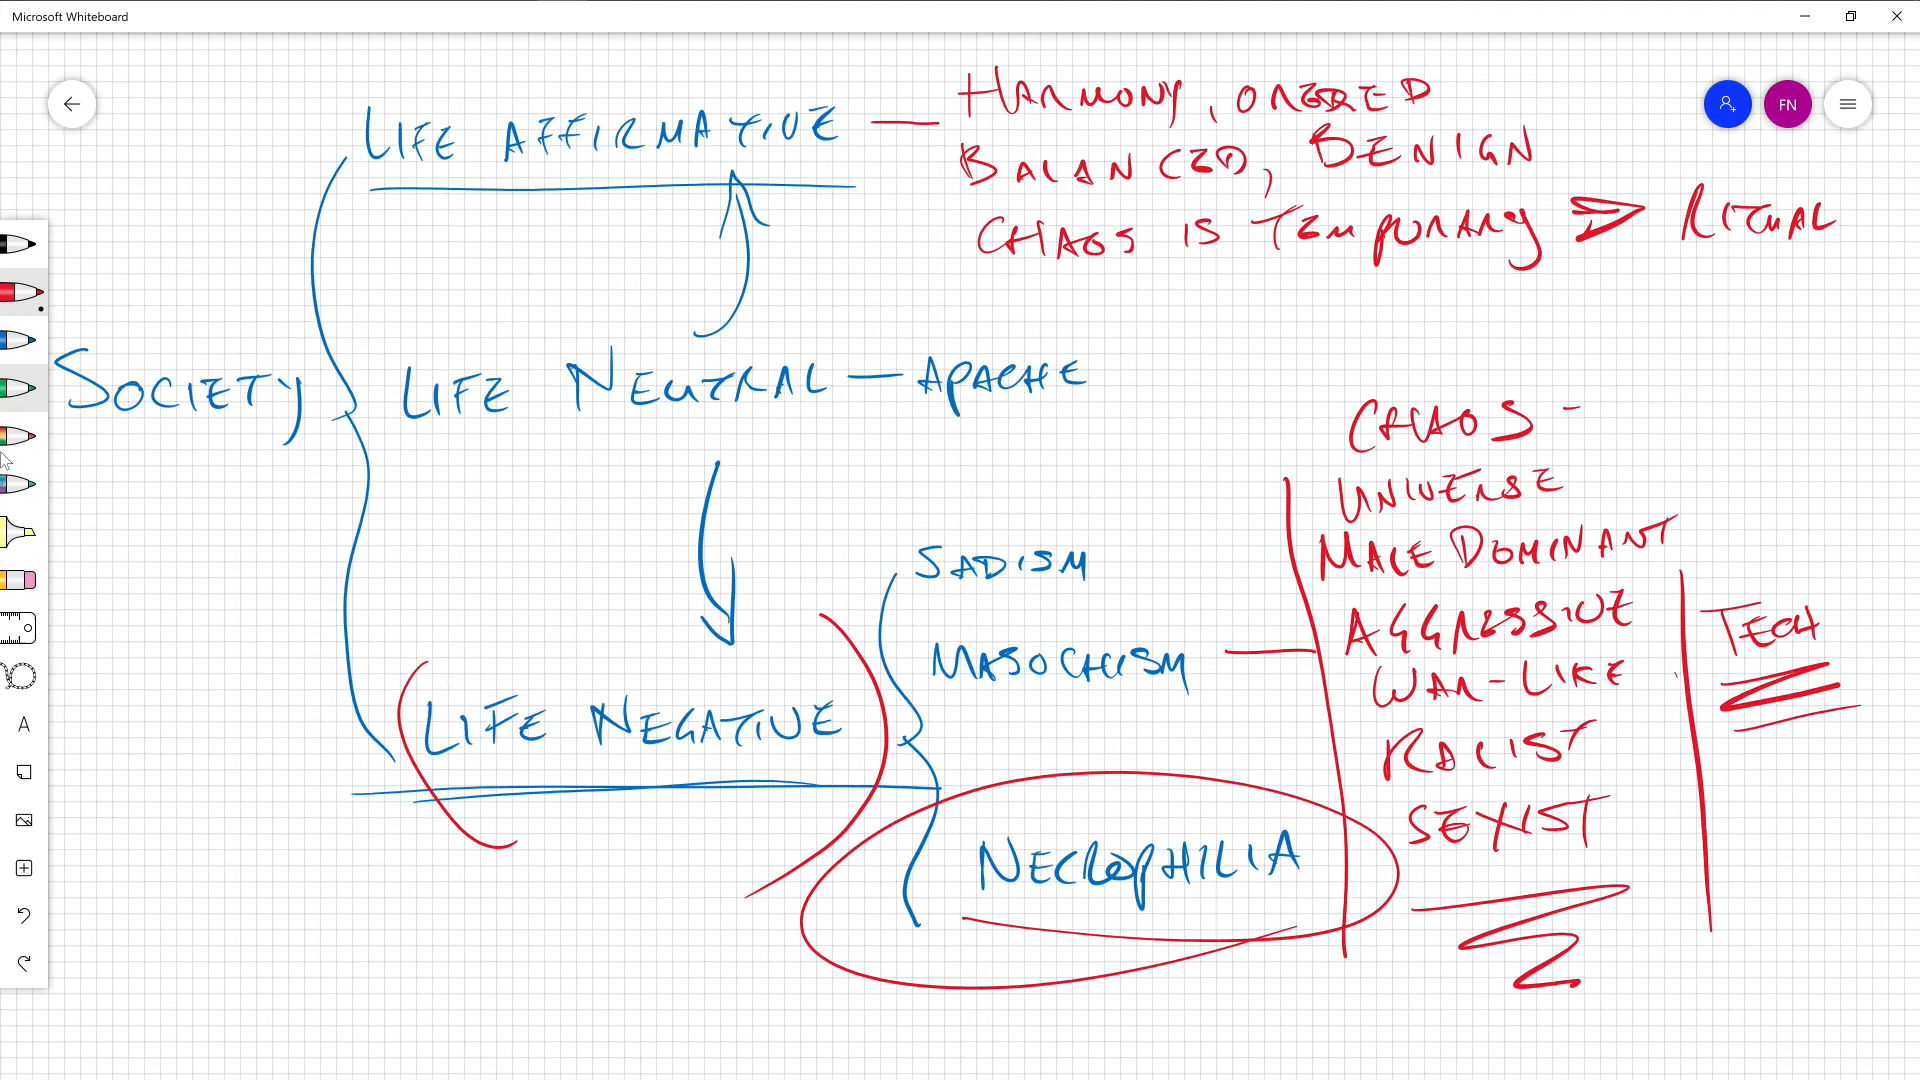 Microsoft Whiteboard
FN
LIFE AFFIRMATIVE — HARMONY, ORDERED
BALANCED, BENIGN
CHAOS IS TEMPORARY ⇒ RITUAL
SOCIETY
LIFE NEUTRAL — APACHE
LIFE NEGATIVE
SADISM
MASOCHISM —
NECROPHILIA
CHAOS -
UNIVERSE
MALE DOMINANT
AGGRESSIVE
WAR-LIKE
RACIST
SEXIST
TECH
A